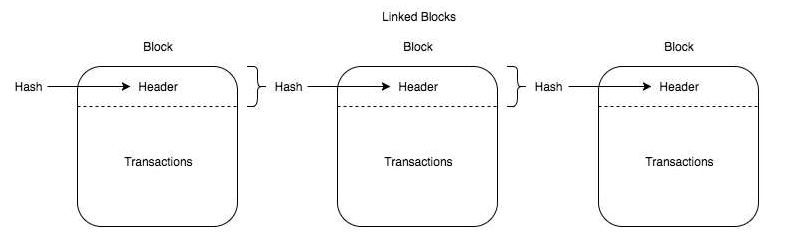 Linked Blocks
Block
Block
Block
Hash
Header
Hash
Header
Hash
Header
Transactions
Transactions
Transactions